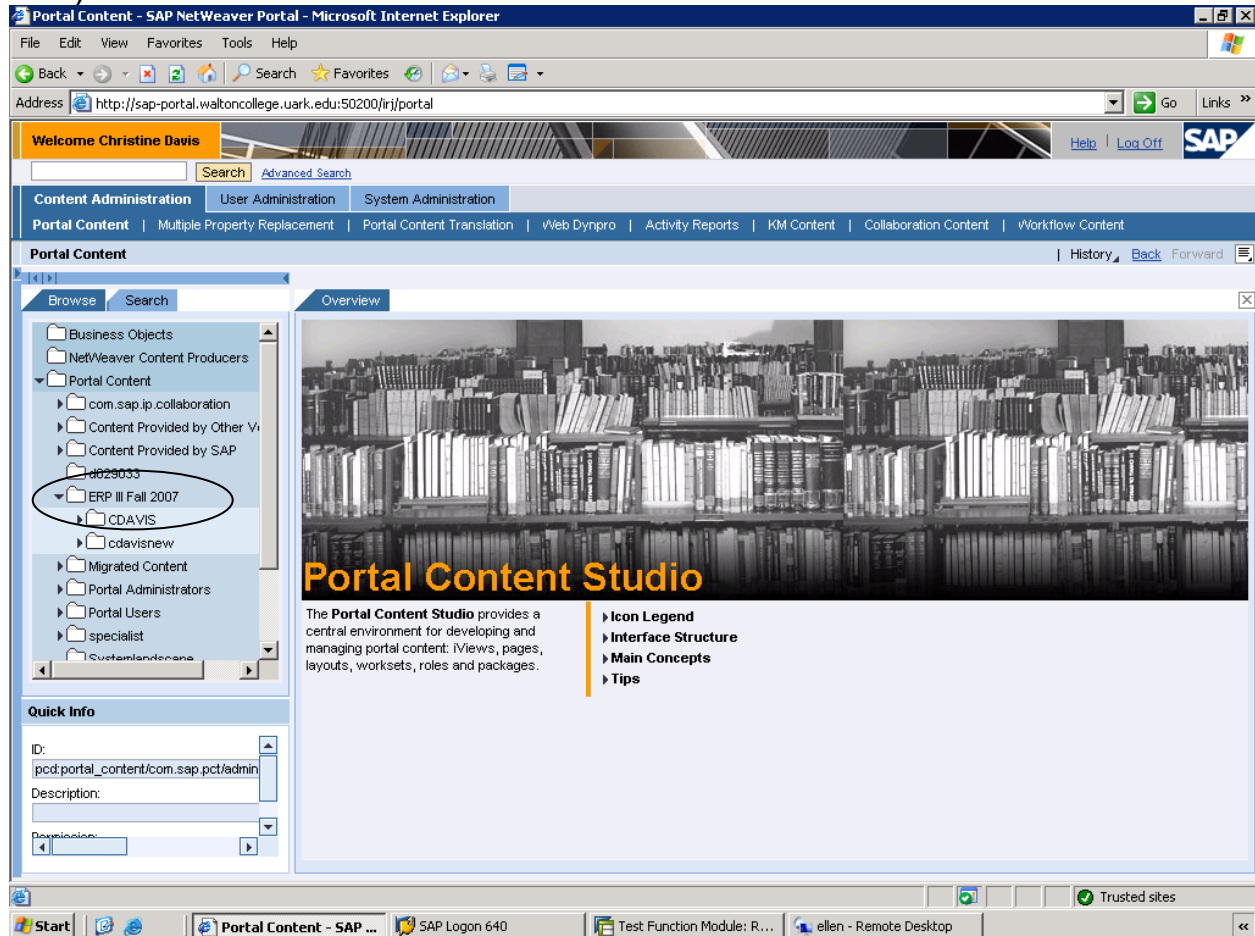 Portal Content - SAP NetWeaver Portal - Microsoft Internet Explorer
File Edit View Favorites Tools Help
Back Search Favorites
Address http://sap-portal.waltoncollege.uark.edu:50200/irj/portal Go Links »
Welcome Christine Davis Help | Log Off SAP
Search Advanced Search
Content Administration User Administration System Administration
Portal Content | Multiple Property Replacement | Portal Content Translation | Web Dynpro | Activity Reports | KM Content | Collaboration Content | Workflow Content
Portal Content | History Back Forward
Browse Search Overview
Business Objects
NetWeaver Content Producers
Portal Content
com.sap.ip.collaboration
Content Provided by Other V
Content Provided by SAP
d029033
ERP III Fall 2007
CDAVIS
cdavisnew
Migrated Content
Portal Administrators
Portal Users
specialist
Systemlandscape
Portal Content Studio
The Portal Content Studio provides a
central environment for developing and
managing portal content: iViews, pages,
layouts, worksets, roles and packages.
Icon Legend
Interface Structure
Main Concepts
Tips
Quick Info
ID:
pcd:portal_content/com.sap.pct/admin
Description:
Permission:
Trusted sites
Start Portal Content - SAP ... SAP Logon 640 Test Function Module: R... ellen - Remote Desktop «